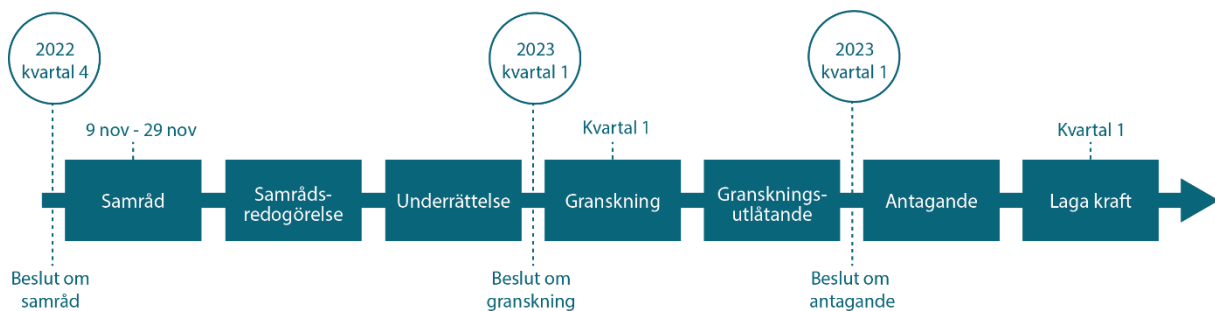 2022
kvartal 4
2023
kvartal 1
2023
kvartal 1
9 nov - 29 nov
Kvartal 1
Kvartal 1
Samråd
Samråds-
redogörelse
Underrättelse
Granskning
Gransknings-
utlåtande
Antagande
Laga kraft
Beslut om
samråd
Beslut om
granskning
Beslut om
antagande